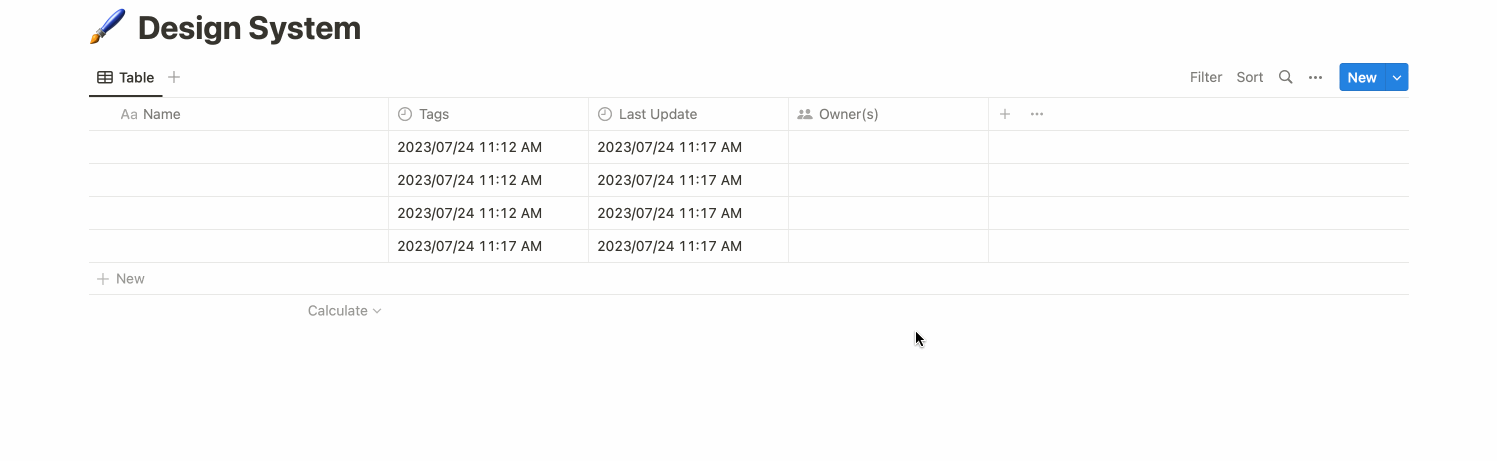 Design System
Table
Filter Sort New
Aa Name Tags Last Update Owner(s)
2023/07/24 11:12 AM 2023/07/24 11:17 AM
2023/07/24 11:12 AM 2023/07/24 11:17 AM
2023/07/24 11:12 AM 2023/07/24 11:17 AM
2023/07/24 11:17 AM 2023/07/24 11:17 AM
New
Calculate